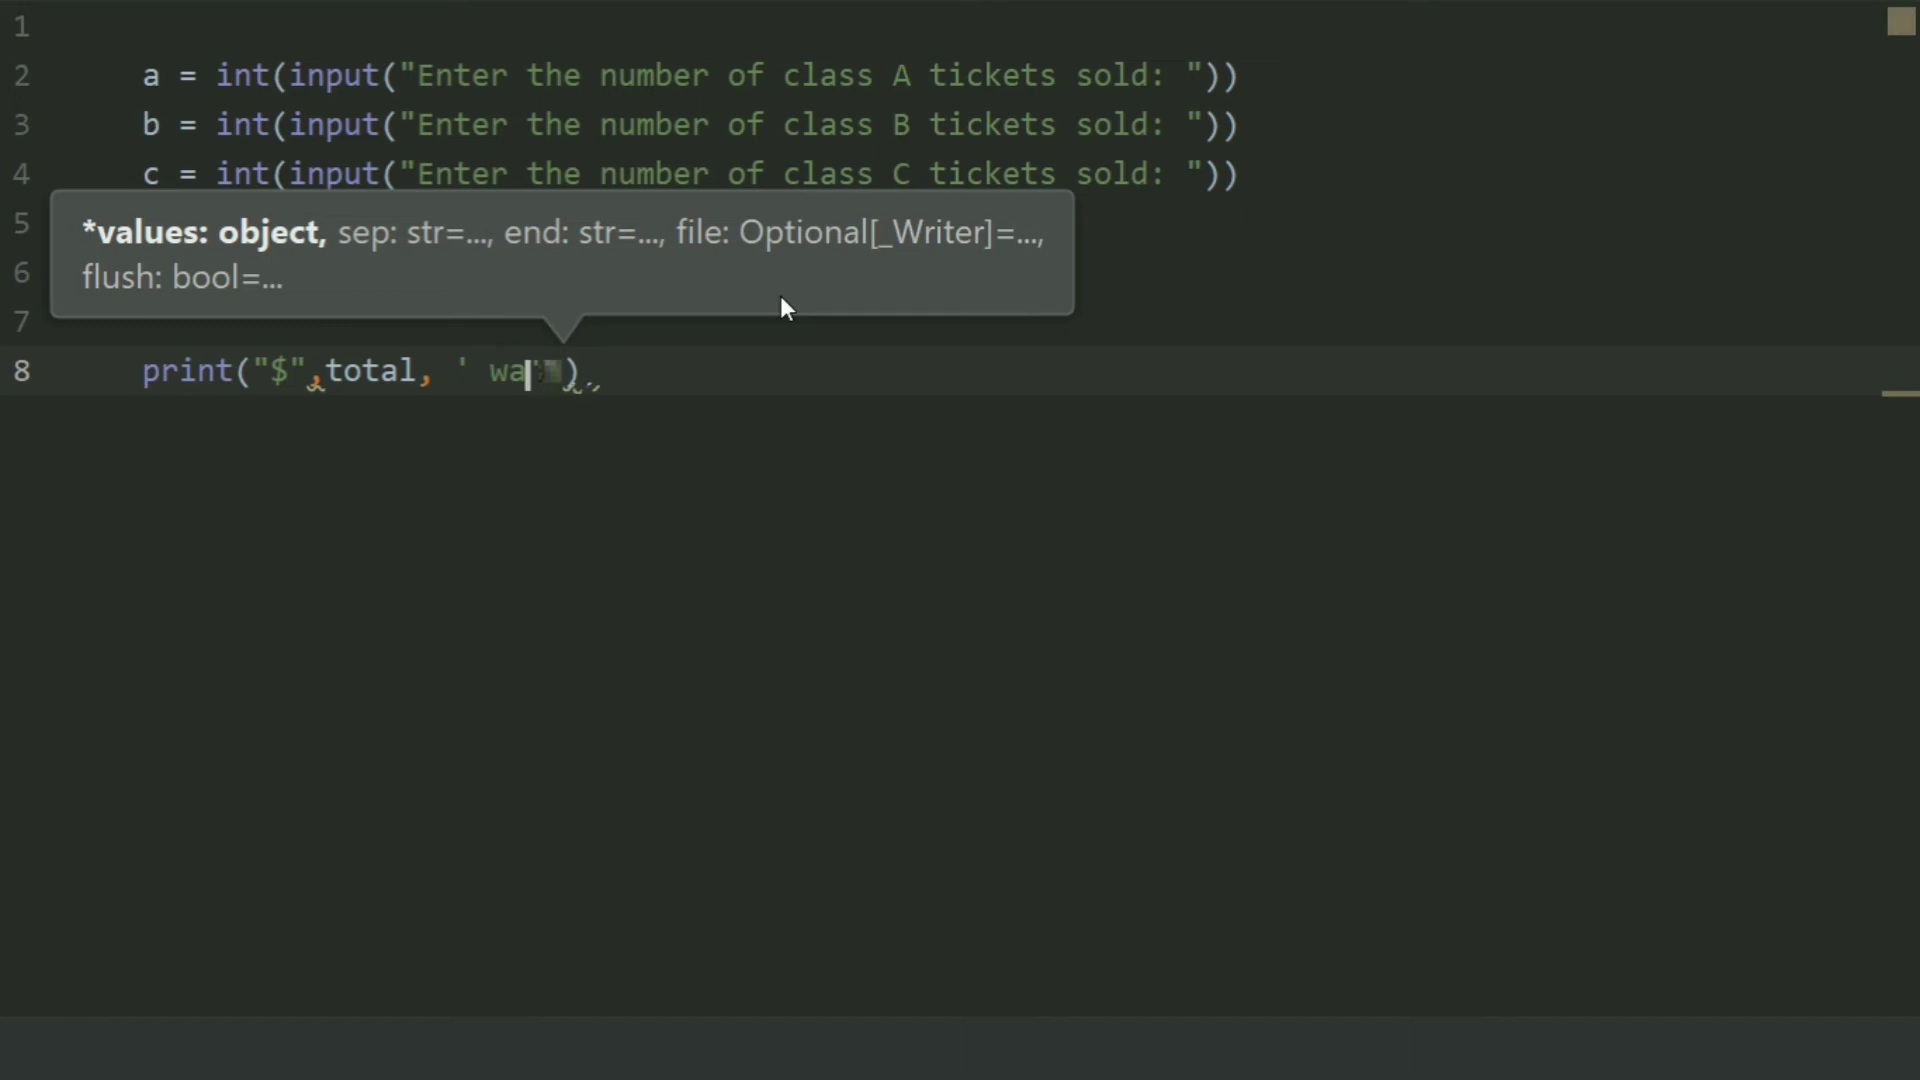 1
2 a = int(input("Enter the number of class A tickets sold: "))
3 b = int(input("Enter the number of class B tickets sold: "))
4 c = int(input("Enter the number of class C tickets sold: "))
5
*values: object, sep: str=..., end: str=..., file: Optional[_Writer]=...,
6
flush: bool=...
7
8 print("$",total, ' wa')